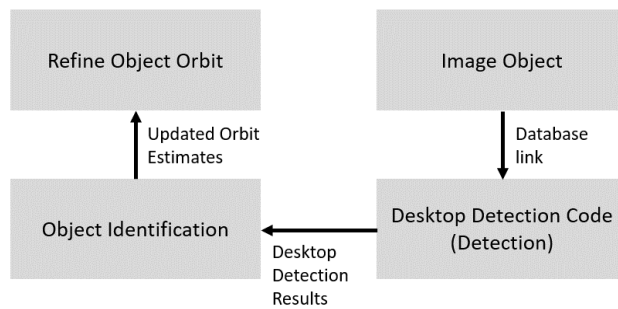 Refine Object Orbit
Image Object
Updated Orbit
Estimates
Database
link
Object Identification
Desktop Detection Code
(Detection)
Desktop
Detection
Results